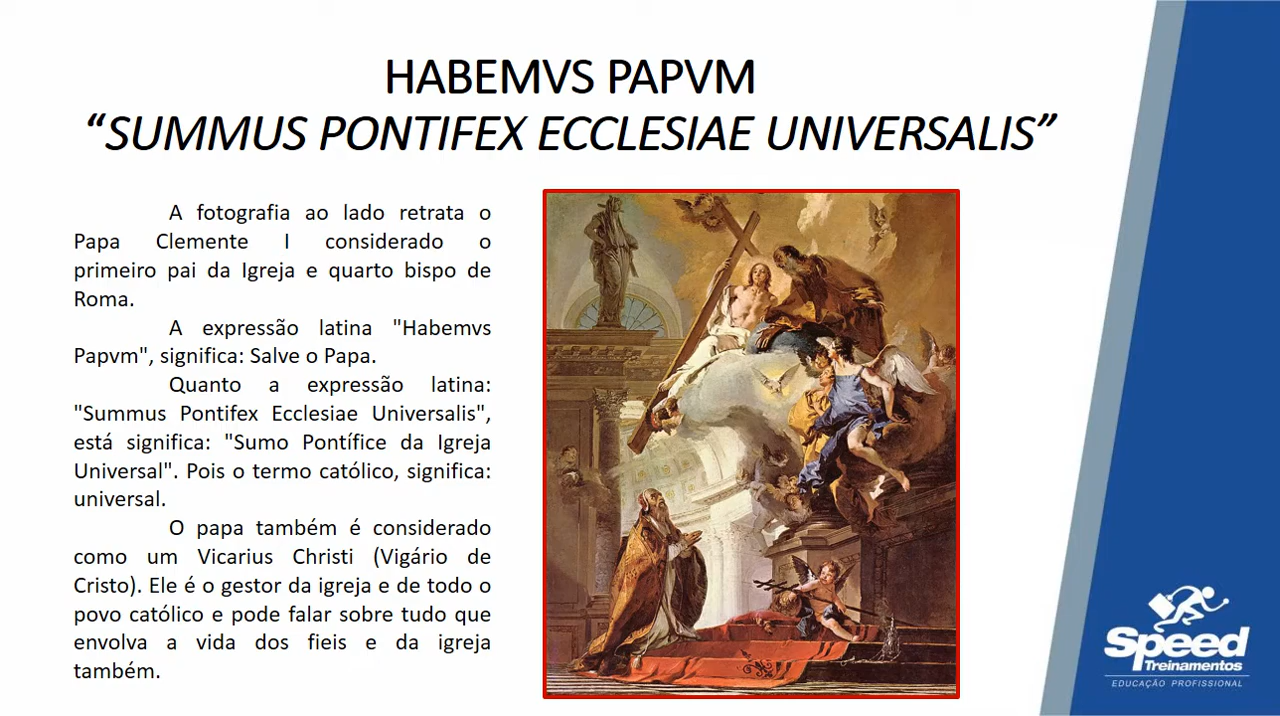 HABEMVS PAPVM
“SUMMUS PONTIFEX ECCLESIAE UNIVERSALIS”
A fotografia ao lado retrata o
Papa Clemente I considerado o
primeiro pai da Igreja e quarto bispo de
Roma.
A expressão latina "Habemvs
Papvm", significa: Salve o Papa.
Quanto a expressão latina:
"Summus Pontifex Ecclesiae Universalis",
está significa: "Sumo Pontífice da Igreja
Universal". Pois o termo católico, significa:
universal.
O papa também é considerado
como um Vicarius Christi (Vigário de
Cristo). Ele é o gestor da igreja e de todo o
povo católico e pode falar sobre tudo que
envolva a vida dos fieis e da igreja
também.
Speed
Treinamentos
EDUCAÇÃO PROFISSIONAL